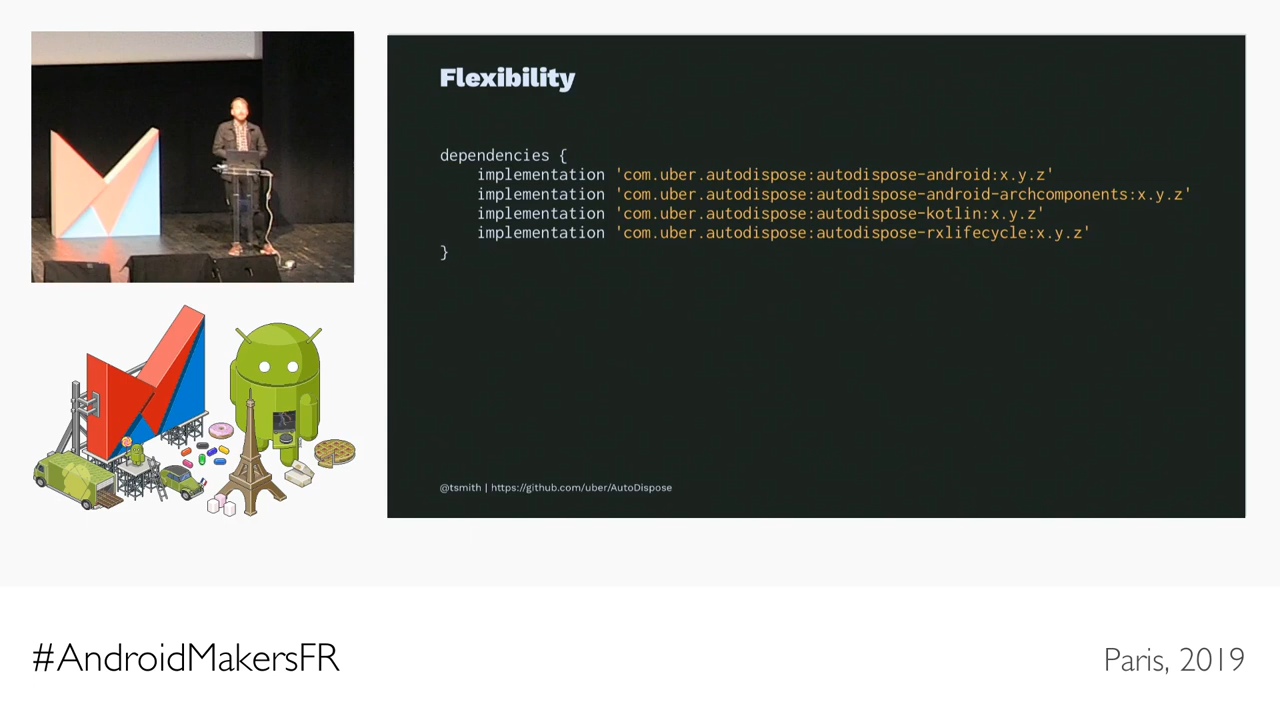 Flexibility
dependencies {
    implementation 'com.uber.autodispose:autodispose-android:x.y.z'
    implementation 'com.uber.autodispose:autodispose-android-archcomponents:x.y.z'
    implementation 'com.uber.autodispose:autodispose-kotlin:x.y.z'
    implementation 'com.uber.autodispose:autodispose-rxlifecycle:x.y.z'
}
@tsmith | https://github.com/uber/AutoDispose
#AndroidMakersFR
Paris, 2019